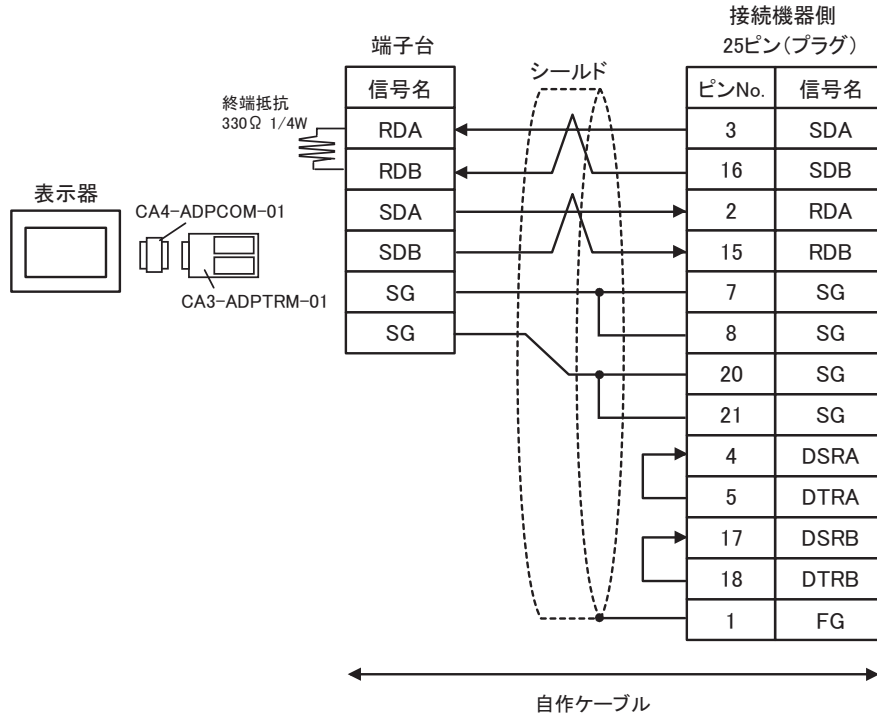 接続機器側
25ピン(プラグ)
端子台
シールド
信号名
ピンNo. 信号名
終端抵抗
330Ω 1/4W
RDA 3 SDA
RDB 16 SDB
表示器
CA4-ADPCOM-01
CA3-ADPTRM-01
SDA 2 RDA
SDB 15 RDB
SG 7 SG
SG 8 SG
20 SG
21 SG
4 DSRA
5 DTRA
17 DSRB
18 DTRB
1 FG
自作ケーブル